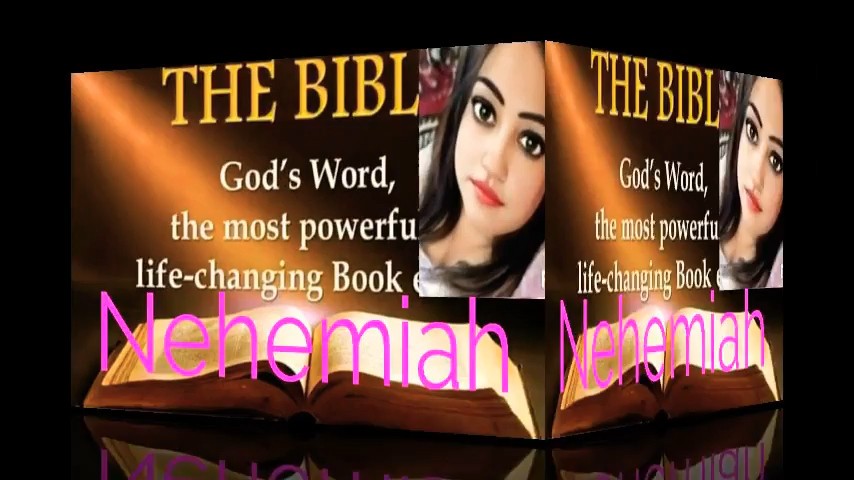 THE BIBL
God's Word,
the most powerfu
life-changing Book
Nehemiah
THE BIBL
God's Word,
the most powerfu
life-changing Book
Nehemiah